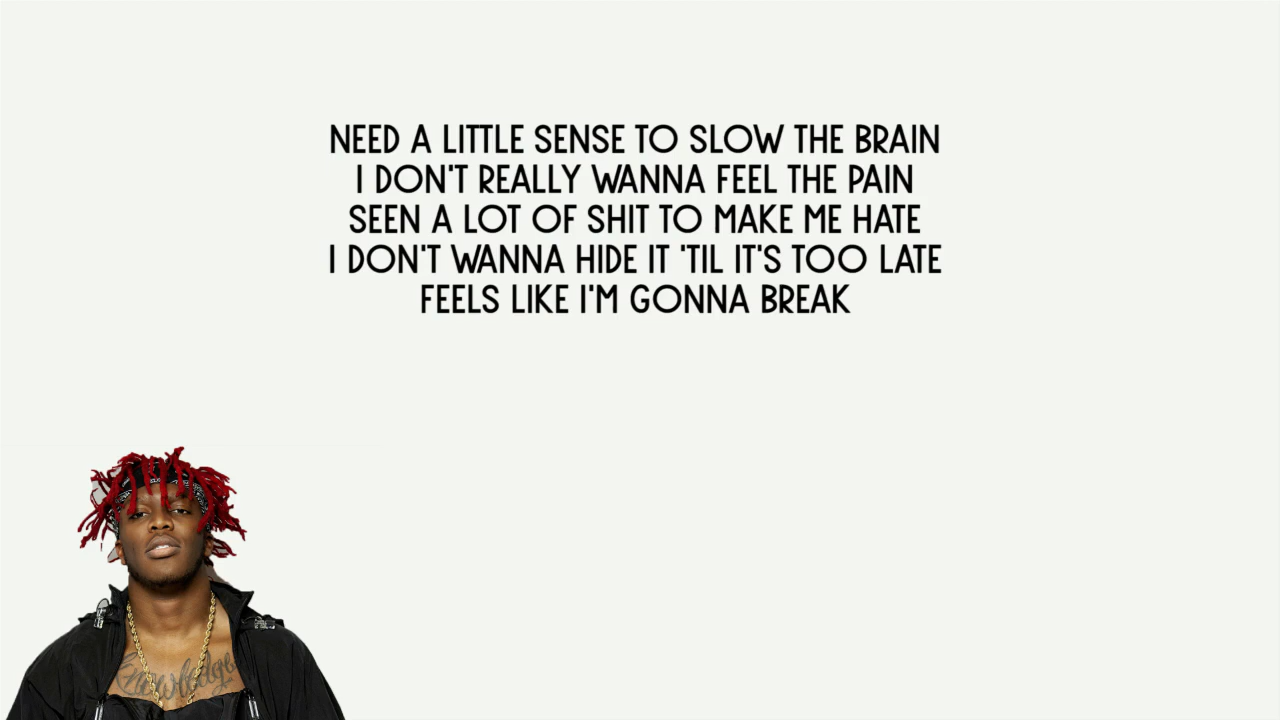 NEED A LITTLE SENSE TO SLOW THE BRAIN
I DON'T REALLY WANNA FEEL THE PAIN
SEEN A LOT OF SHIT TO MAKE ME HATE
I DON'T WANNA HIDE IT 'TIL IT'S TOO LATE
FEELS LIKE I'M GONNA BREAK
Knowledge